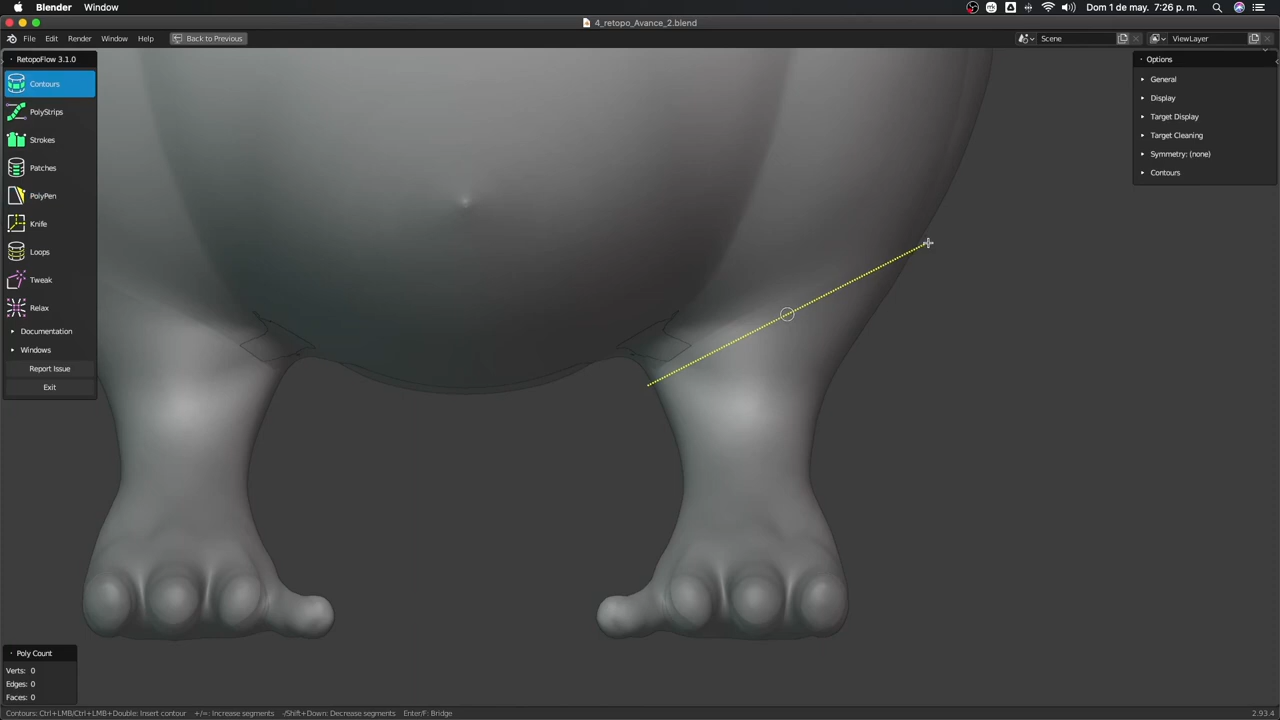 Blender Window Dom 1 de may. 7:26 p. m.
4_retopo_Avance_2.blend
File Edit Render Window Help Back to Previous Scene ViewLayer
RetopoFlow 3.1.0
Contours
PolyStrips
Strokes
Patches
PolyPen
Knife
Loops
Tweak
Relax
Documentation
Windows
Report Issue
Exit
Options
General
Display
Target Display
Target Cleaning
Symmetry: (none)
Contours
Poly Count
Verts: 0
Edges: 0
Faces: 0
Contours: Ctrl+LMB/Ctrl+LMB+Double: Insert contour +/=: Increase segments -/Shift+Down: Decrease segments Enter/F: Bridge 2.93.4